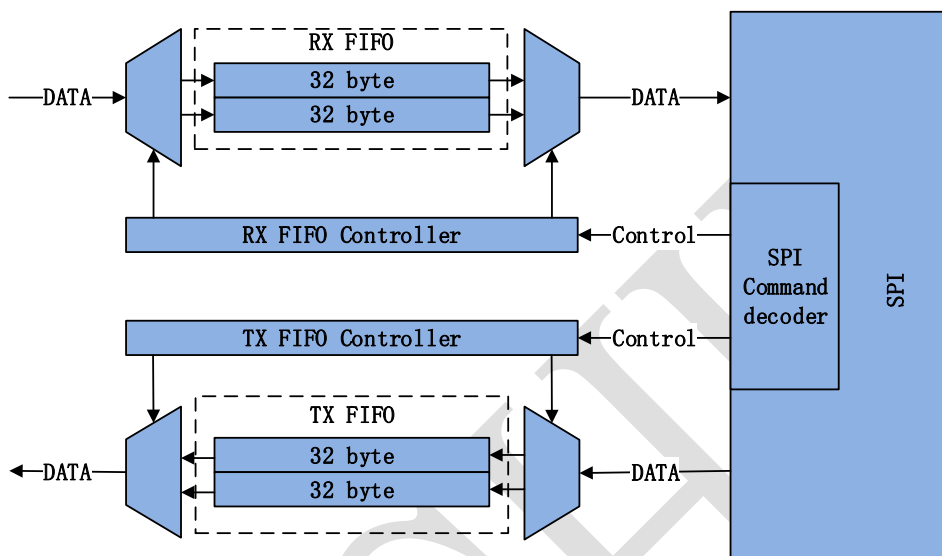 RX FIFO
32 byte
32 byte
DATA
DATA
RX FIFO Controller
Control
SPI
Command
decoder
SPI
TX FIFO Controller
Control
TX FIFO
32 byte
32 byte
DATA
DATA